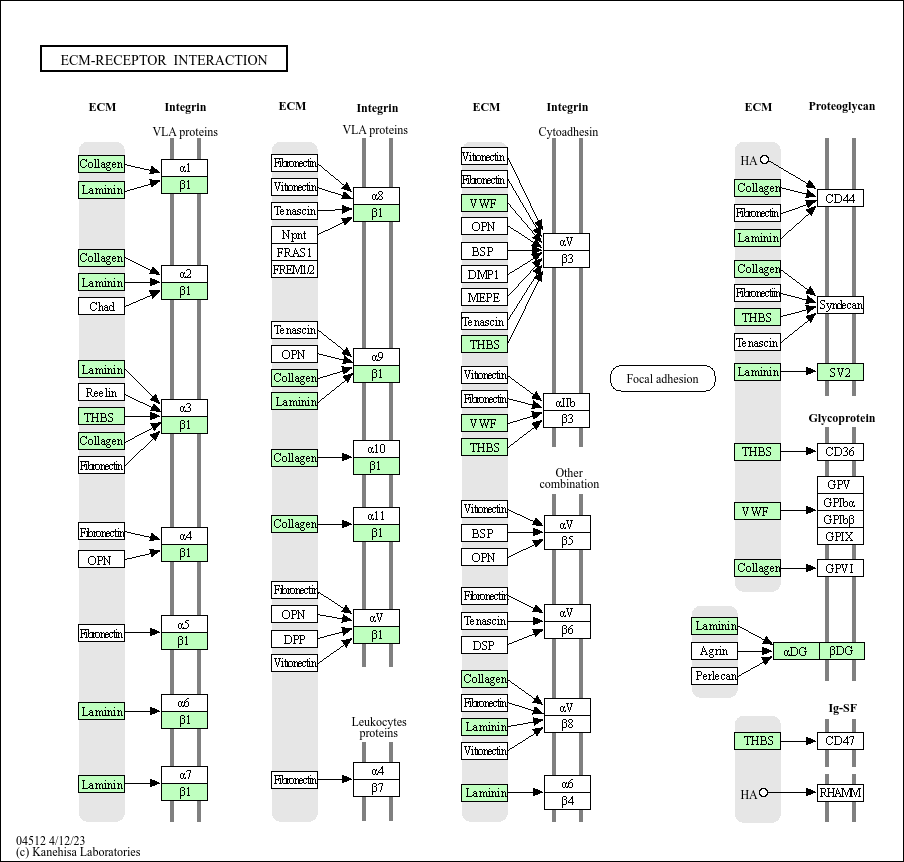 ECM-RECEPTOR INTERACTION
ECM
Integrin
VLA proteins
Collagen
Laminin
α1
β1
Collagen
Laminin
Chad
α2
β1
Laminin
Reelin
THBS
Collagen
Fibronectin
α3
β1
Fibronectin
OPN
α4
β1
Fibronectin
α5
β1
Laminin
α6
β1
Laminin
α7
β1
ECM
Integrin
VLA proteins
Fibronectin
Vitronectin
Tenascin
Npnt
FRAS1
FREM1/2
α8
β1
Tenascin
OPN
Collagen
Laminin
α9
β1
Collagen
α10
β1
Collagen
α11
β1
Fibronectin
OPN
DPP
Vitronectin
αV
β1
Leukocytes
proteins
Fibronectin
α4
β7
ECM
Integrin
Cytoadhesin
Vitronectin
Fibronectin
VWF
OPN
BSP
DMP1
MEPE
Tenascin
THBS
αV
β3
Vitronectin
Fibronectin
VWF
THBS
αIIb
β3
Other
combination
Vitronectin
BSP
OPN
αV
β5
Fibronectin
Tenascin
DSP
αV
β6
Collagen
Fibronectin
Laminin
Vitronectin
αV
β8
Laminin
α6
β4
Focal adhesion
ECM
Proteoglycan
HA
Collagen
Fibronectin
Laminin
CD44
Collagen
Fibronectin
THBS
Tenascin
Syndecan
Laminin
SV2
Glycoprotein
THBS
CD36
VWF
GPV
GPIbα
GPIbβ
GPIX
Collagen
GPVI
Laminin
Agrin
Perlecan
αDG
βDG
Ig-SF
THBS
CD47
HA
RHAMM
04512 4/12/23
(c) Kanehisa Laboratories